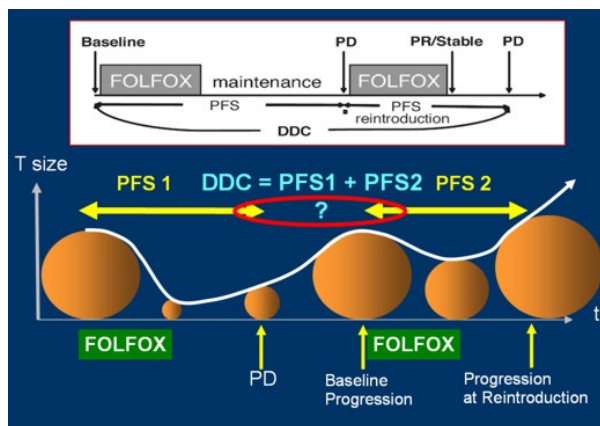 Baseline PD PR/Stable PD
FOLFOX maintenance FOLFOX
PFS PFS
reintroduction
DDC
T size
PFS 1 DDC = PFS1 + PFS2 PFS 2
?
t
FOLFOX FOLFOX
PD Baseline Progression
Progression at Reintroduction